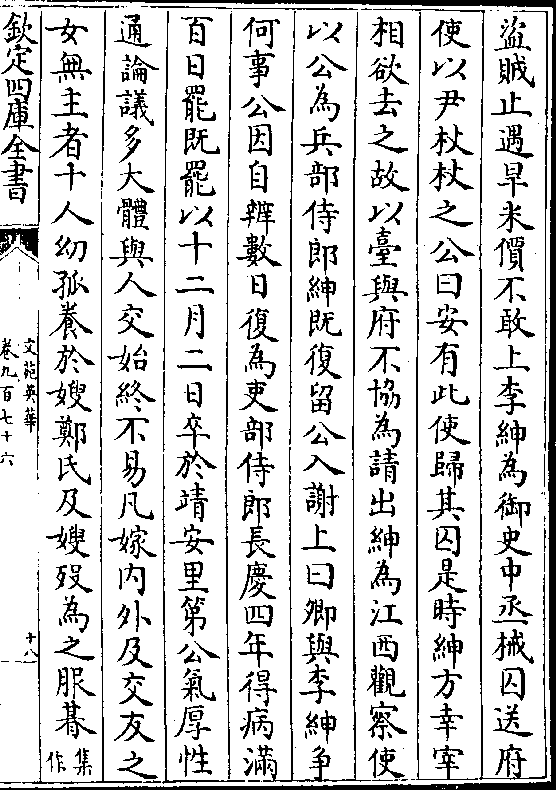 盜賊止遇旱米價不敢上李紳為御史中丞械囚送府
使以尹杖杖之公曰安有此使歸其囚是時紳方幸宰
相欲去之故以臺與府不協為請出紳為江西觀察使
以公為兵部侍郎紳既復留公入謝上曰卿與李紳爭
何事公因自辨數日復為吏部侍郎長慶四年得病滿
百日罷既罷以十二月二日卒於靖安里第公氣厚性
通論議多大體與人交始終不易凡嫁內外及交友之
女無主者十人幼孤養於嫂鄭氏及嫂歿為之服朞集作
欽定四庫全書
文苑英華
卷九百七十六
十八